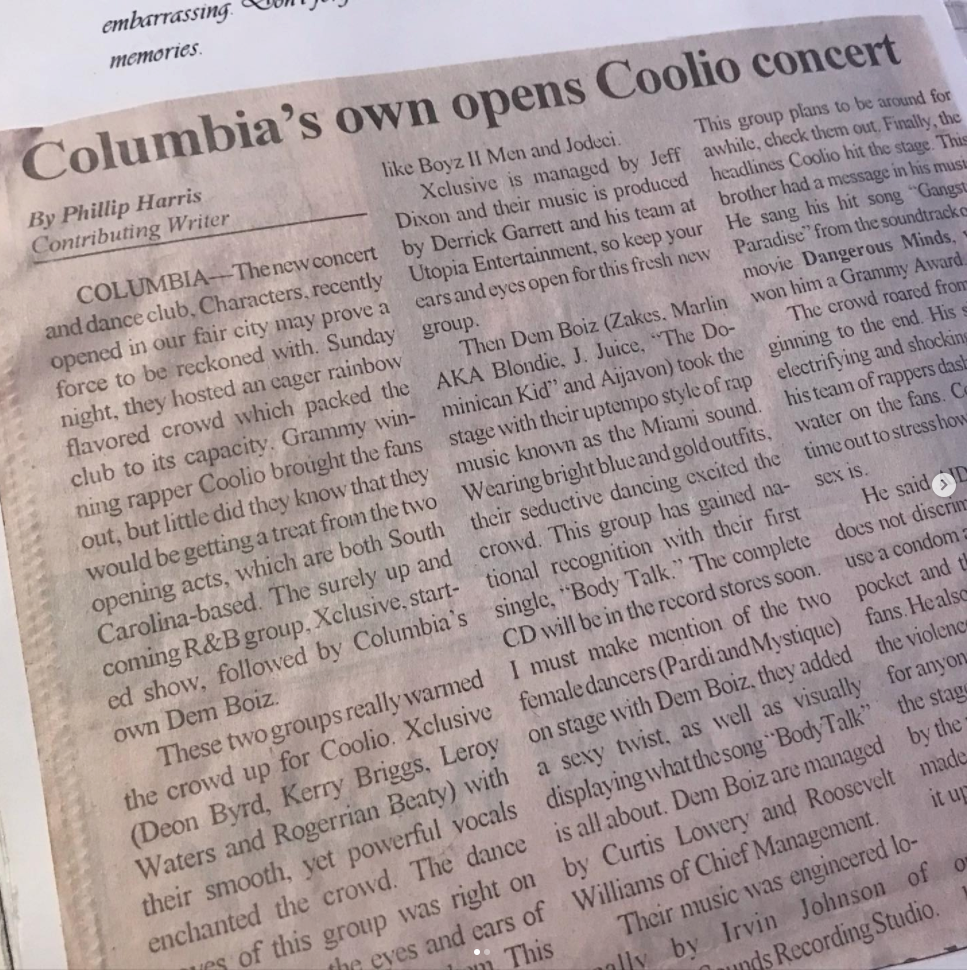 embarrassing.
memories.
Columbia's own opens Coolio concert
By Phillip Harris
Contributing Writer
COLUMBIA—The new concert
and dance club, Characters, recently
opened in our fair city may prove a
force to be reckoned with. Sunday
night, they hosted an eager rainbow
flavored crowd which packed the
club to its capacity. Grammy win-
ning rapper Coolio brought the fans
out, but little did they know that they
would be getting a treat from the two
opening acts, which are both South
Carolina-based. The surely up and
coming R&B group, Xclusive, start-
ed show, followed by Columbia's
own Dem Boiz.
These two groups really warmed
the crowd up for Coolio. Xclusive
(Deon Byrd, Kerry Briggs, Leroy
Waters and Rogerrian Beaty) with
their smooth, yet powerful vocals
enchanted the crowd. The dance
of this group was right on
the eyes and ears of
This
like Boyz II Men and Jodeci.
Xclusive is managed by Jeff
Dixon and their music is produced
by Derrick Garrett and his team at
Utopia Entertainment, so keep your
ears and eyes open for this fresh new
group.
Then Dem Boiz (Zakes, Marlin
AKA Blondie, J. Juice, "The Do-
minican Kid" and Aijavon) took the
stage with their uptempo style of rap
music known as the Miami sound.
Wearing bright blue and gold outfits,
their seductive dancing excited the
crowd. This group has gained na-
tional recognition with their first
single, "Body Talk." The complete
CD will be in the record stores soon.
I must make mention of the two
female dancers (Pardi and Mystique)
on stage with Dem Boiz, they added
a sexy twist, as well as visually
displaying what the song "Body Talk"
is all about. Dem Boiz are managed
by Curtis Lowery and Roosevelt
Williams of Chief Management.
Their music was engineered lo-
by Irvin Johnson of
Recording Studio.
This group plans to be around for
awhile, check them out. Finally, the
headlines Coolio hit the stage. This
brother had a message in his
He sang his hit song
Paradise" from the soundtrack
movie Dangerous Minds,
won him a Grammy Award.
The crowd roared from
ginning to the end. His
electrifying and
his team of rappers
water on the fans.
time out to stress how
sex is.
He said
does not
use a condom
pocket and
fans. He also
the
for
the
by the
made
it up